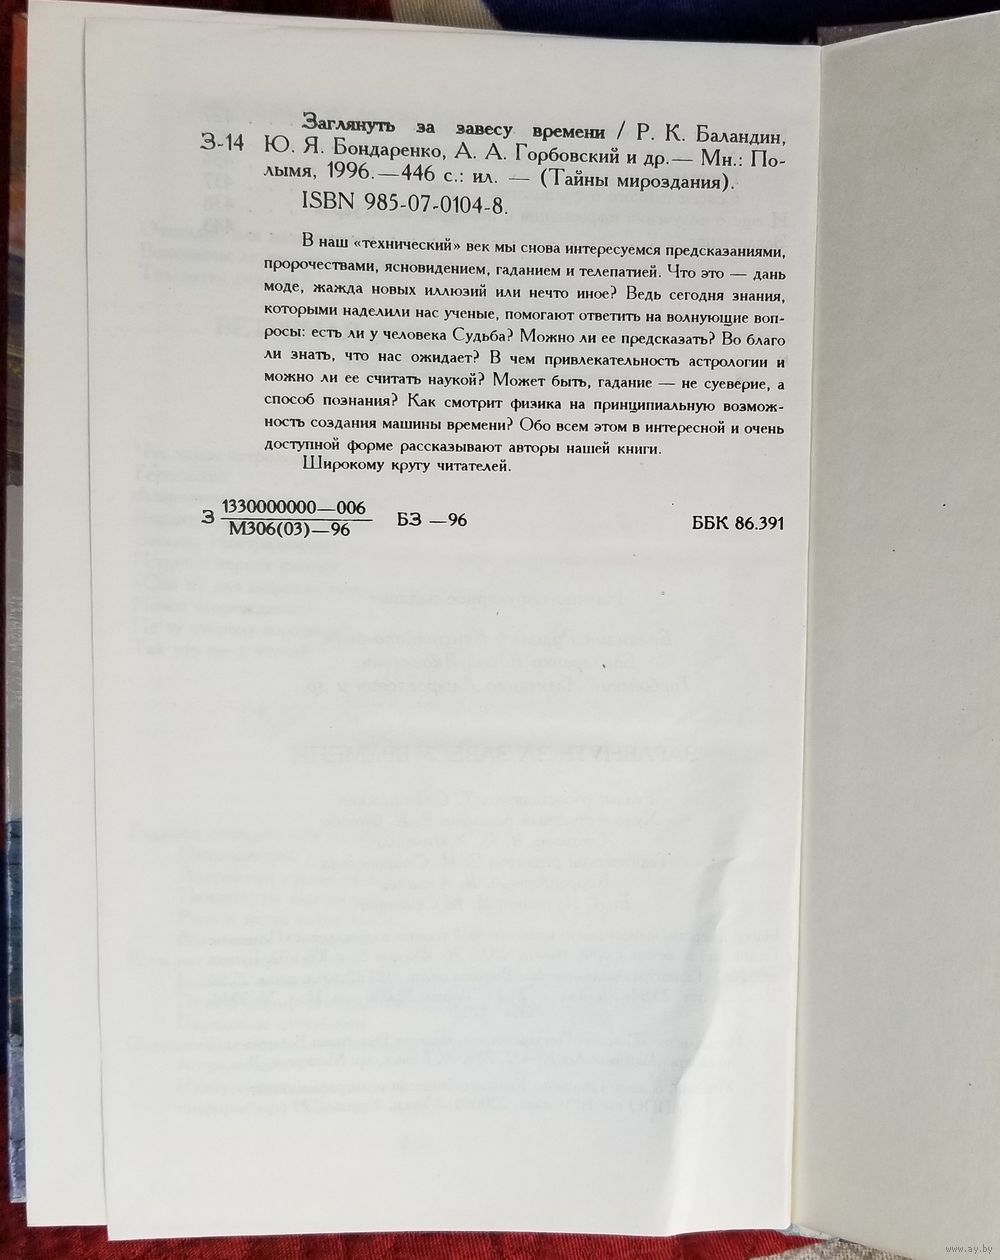 Заглянуть за завесу времени / Р. К. Баландин,
З-14 Ю. Я. Бондаренко, А. А. Горбовский и др.— Мн.: По-
лымя, 1996.—446 с.: ил. — (Тайны мироздания).
ISBN 985-07-0104-8.
В наш «технический» век мы снова интересуемся предсказаниями,
пророчествами, ясновидением, гаданием и телепатией. Что это — дань
моде, жажда новых иллюзий или нечто иное? Ведь сегодня знания,
которыми наделили нас ученые, помогают ответить на волнующие воп-
росы: есть ли у человека Судьба? Можно ли ее предсказать? Во благо
ли знать, что нас ожидает? В чем привлекательность астрологии и
можно ли ее считать наукой? Может быть, гадание — не суеверие, а
способ познания? Как смотрит физика на принципиальную возмож-
ность создания машины времени? Обо всем этом в интересной и очень
доступной форме рассказывают авторы нашей книги.
Широкому кругу читателей.
З 1330000000—006
М306(03)—96 БЗ —96 ББК 86.391
www.ay.by